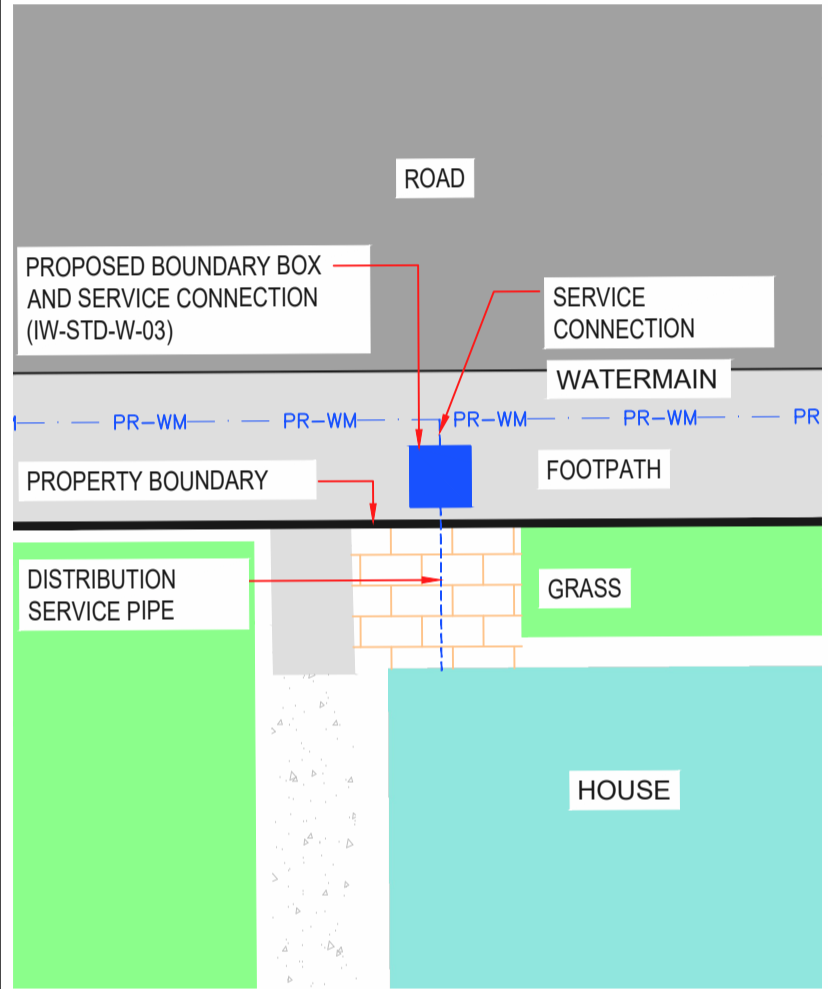 ROAD
PROPOSED BOUNDARY BOX
AND SERVICE CONNECTION
(IW-STD-W-03)
SERVICE
CONNECTION
WATERMAIN
PR-WM PR-WM PR-WM PR-WM PR
FOOTPATH
PROPERTY BOUNDARY
DISTRIBUTION
SERVICE PIPE
GRASS
HOUSE